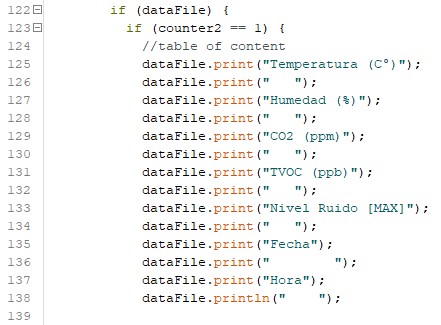 122 if (dataFile) {
123 if (counter2 == 1) {
124 //table of content
125 dataFile.print("Temperatura (C°)");
126 dataFile.print("   ");
127 dataFile.print("Humedad (%)");
128 dataFile.print("   ");
129 dataFile.print("CO2 (ppm)");
130 dataFile.print("   ");
131 dataFile.print("TVOC (ppb)");
132 dataFile.print("   ");
133 dataFile.print("Nivel Ruido [MAX]");
134 dataFile.print("   ");
135 dataFile.print("Fecha");
136 dataFile.print("        ");
137 dataFile.print("Hora");
138 dataFile.println("    ");
139